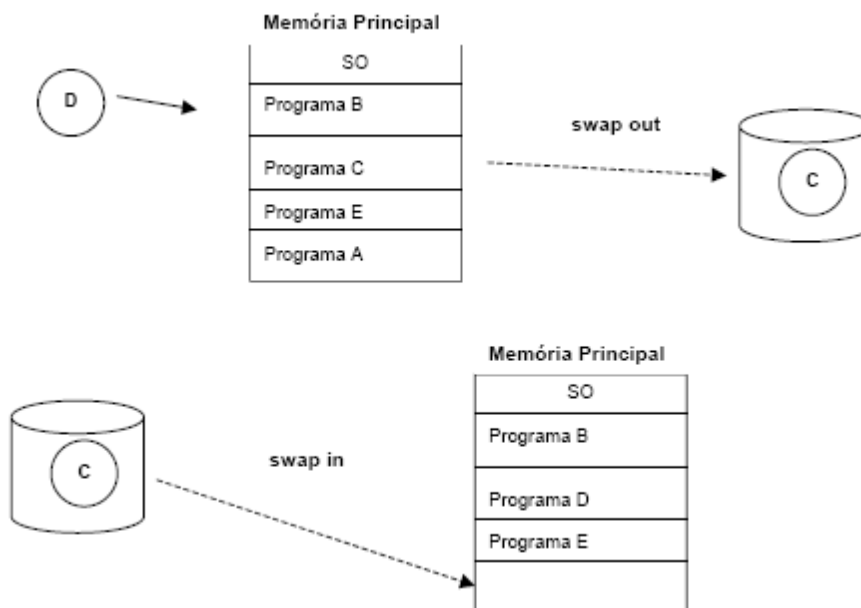 Memória Principal
SO
D
Programa B
swap out
Programa C
C
Programa E
Programa A
Memória Principal
SO
Programa B
C
swap in
Programa D
Programa E